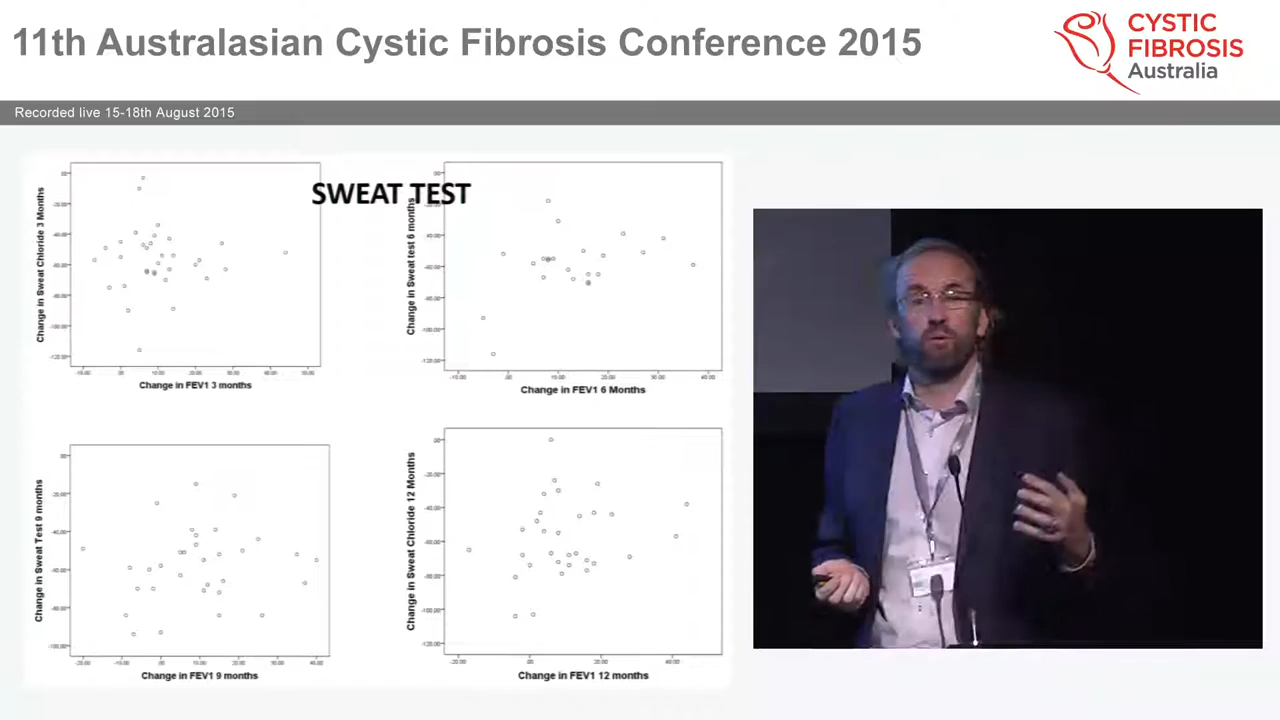 11th Australasian Cystic Fibrosis Conference 2015
CYSTIC
FIBROSIS
Australia
Recorded live 15-18th August 2015
SWEAT TEST
Change in Sweat Chloride 3 Months
Change in FEV1 3 months
Change in Sweat test 6 months
Change in FEV1 6 Months
Change in Sweat Test 9 months
Change in FEV1 9 months
Change in Sweat Chloride 12 Months
Change in FEV1 12 months